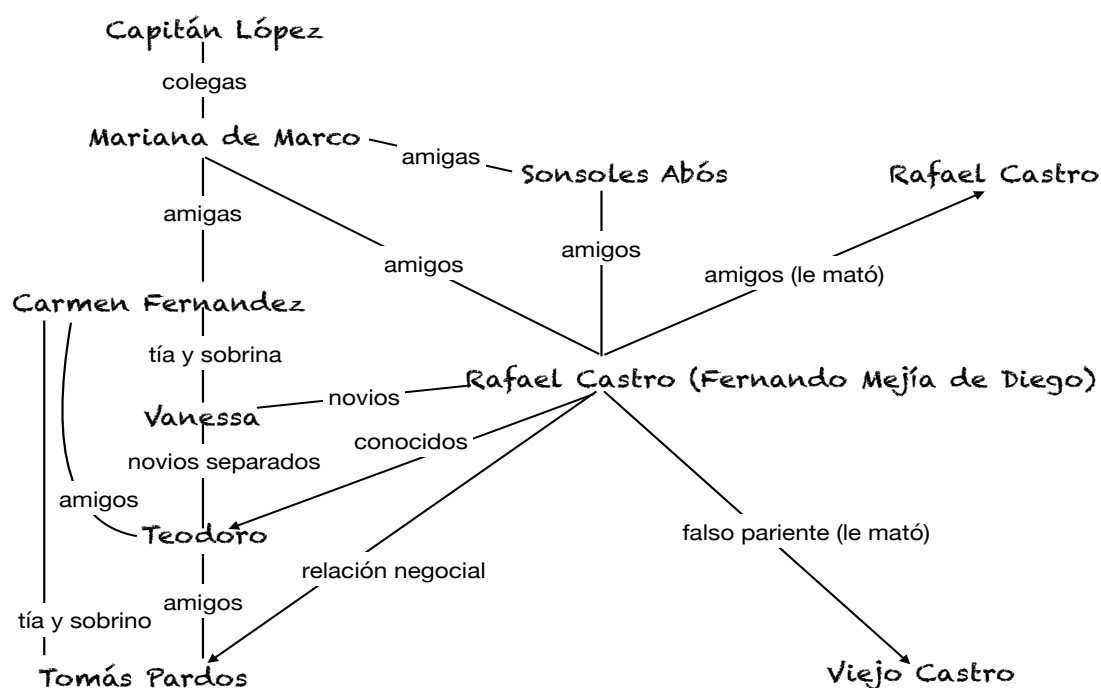 Capitán López
colegas
Mariana de Marco
amigas
Sonsoles Abós
Rafael Castro
amigas
amigos
amigos
amigos (le mató)
Carmen Fernandez
tía y sobrina
Rafael Castro (Fernando Mejía de Diego)
novios
Vanessa
conocidos
novios separados
amigos
Teodoro
falso pariente (le mató)
relación negocial
amigos
tía y sobrino
Tomás Pardos
Viejo Castro